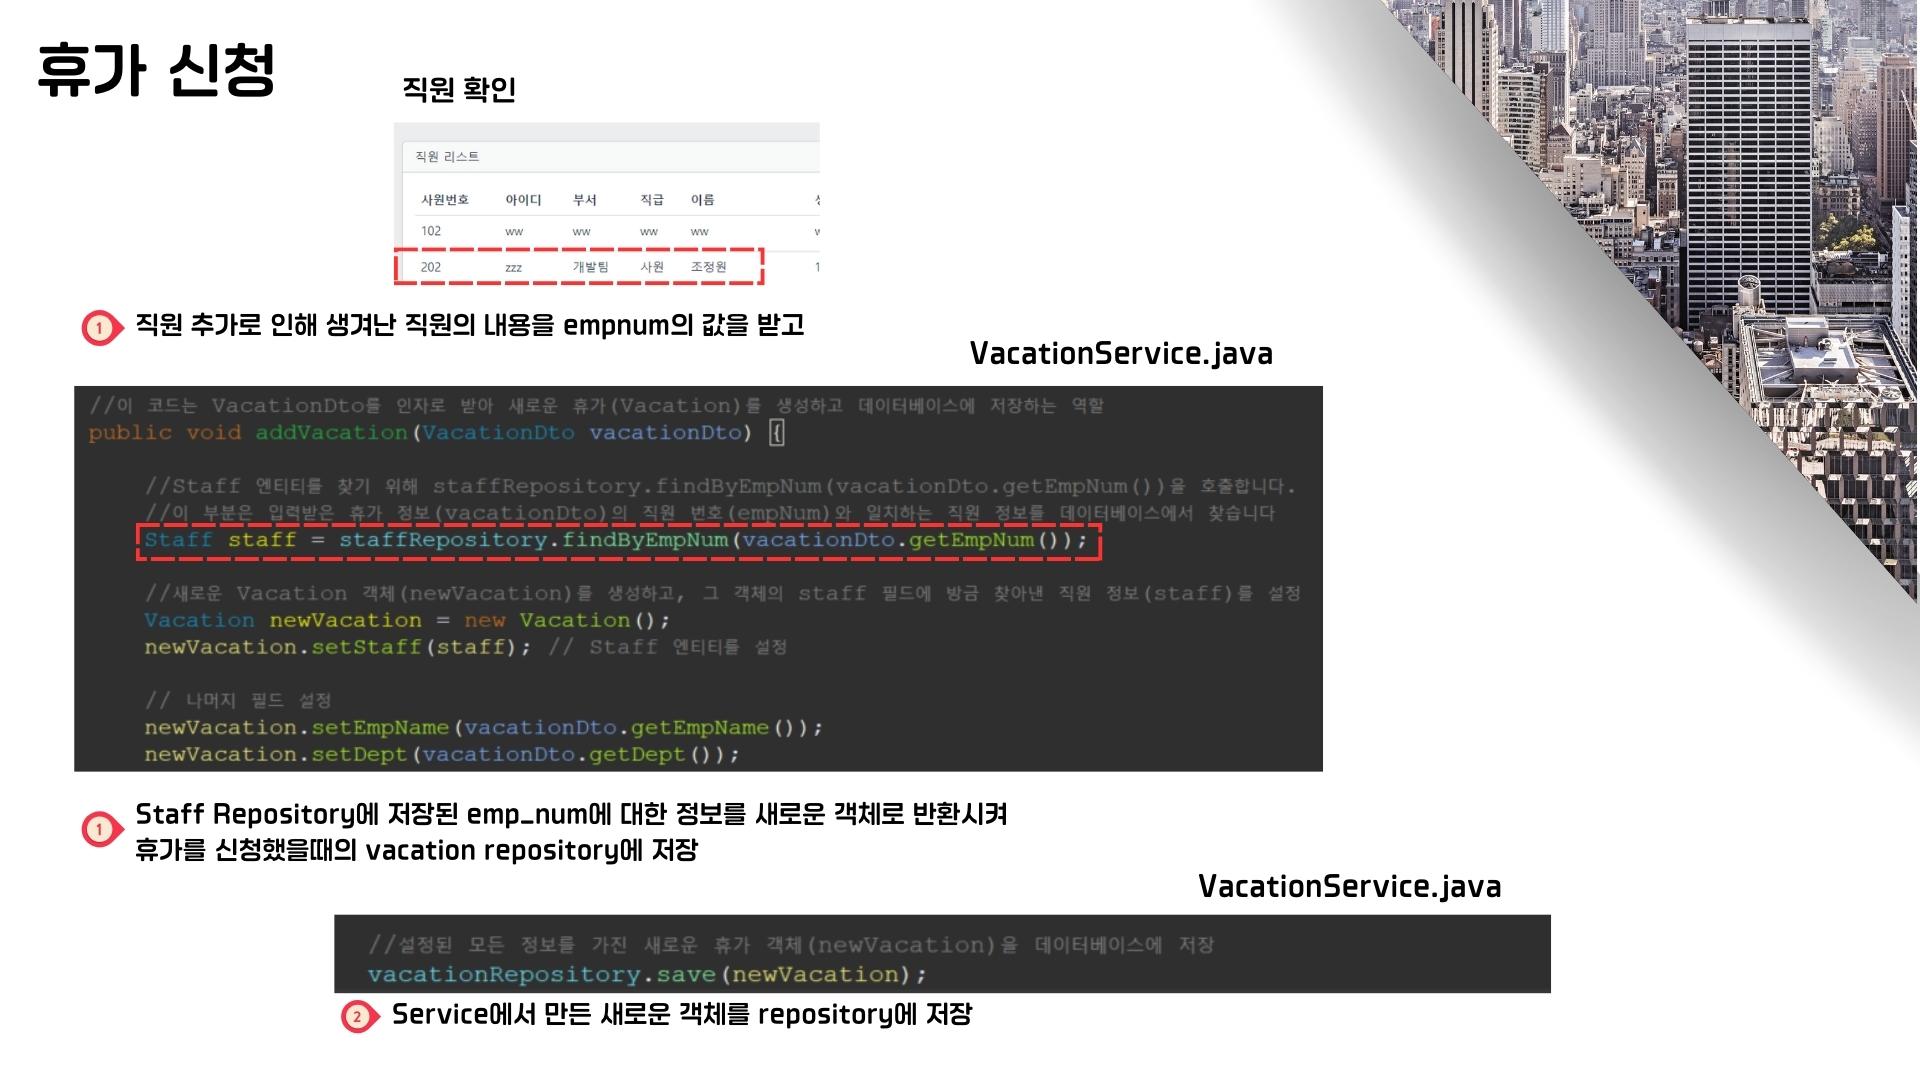 휴가 신청
직원 확인
직원 리스트
사원번호 아이디 부서 직급 이름
102 ww ww ww ww
202 zzz 개발팀 사원 조정원
1 직원 추가로 인해 생겨난 직원의 내용을 empnum의 값을 받고
VacationService.java
//이 코드는 VacationDto를 인자로 받아 새로운 휴가(Vacation)를 생성하고 데이터베이스에 저장하는 역할
public void addVacation(VacationDto vacationDto) {
//Staff 엔티티를 찾기 위해 staffRepository.findByEmpNum(vacationDto.getEmpNum())을 호출합니다.
//이 부분은 입력받은 휴가 정보(vacationDto)의 직원 번호(empNum)와 일치하는 직원 정보를 데이터베이스에서 찾습니다
Staff staff = staffRepository.findByEmpNum(vacationDto.getEmpNum());
//새로운 Vacation 객체(newVacation)를 생성하고, 그 객체의 staff 필드에 방금 찾아낸 직원 정보(staff)를 설정
Vacation newVacation = new Vacation();
newVacation.setStaff(staff); // Staff 엔티티를 설정
// 나머지 필드 설정
newVacation.setEmpName(vacationDto.getEmpName());
newVacation.setDept(vacationDto.getDept());
1 Staff Repository에 저장된 emp_num에 대한 정보를 새로운 객체로 반환시켜
휴가를 신청했을때의 vacation repository에 저장
VacationService.java
//설정된 모든 정보를 가진 새로운 휴가 객체(newVacation)을 데이터베이스에 저장
vacationRepository.save(newVacation);
2 Service에서 만든 새로운 객체를 repository에 저장